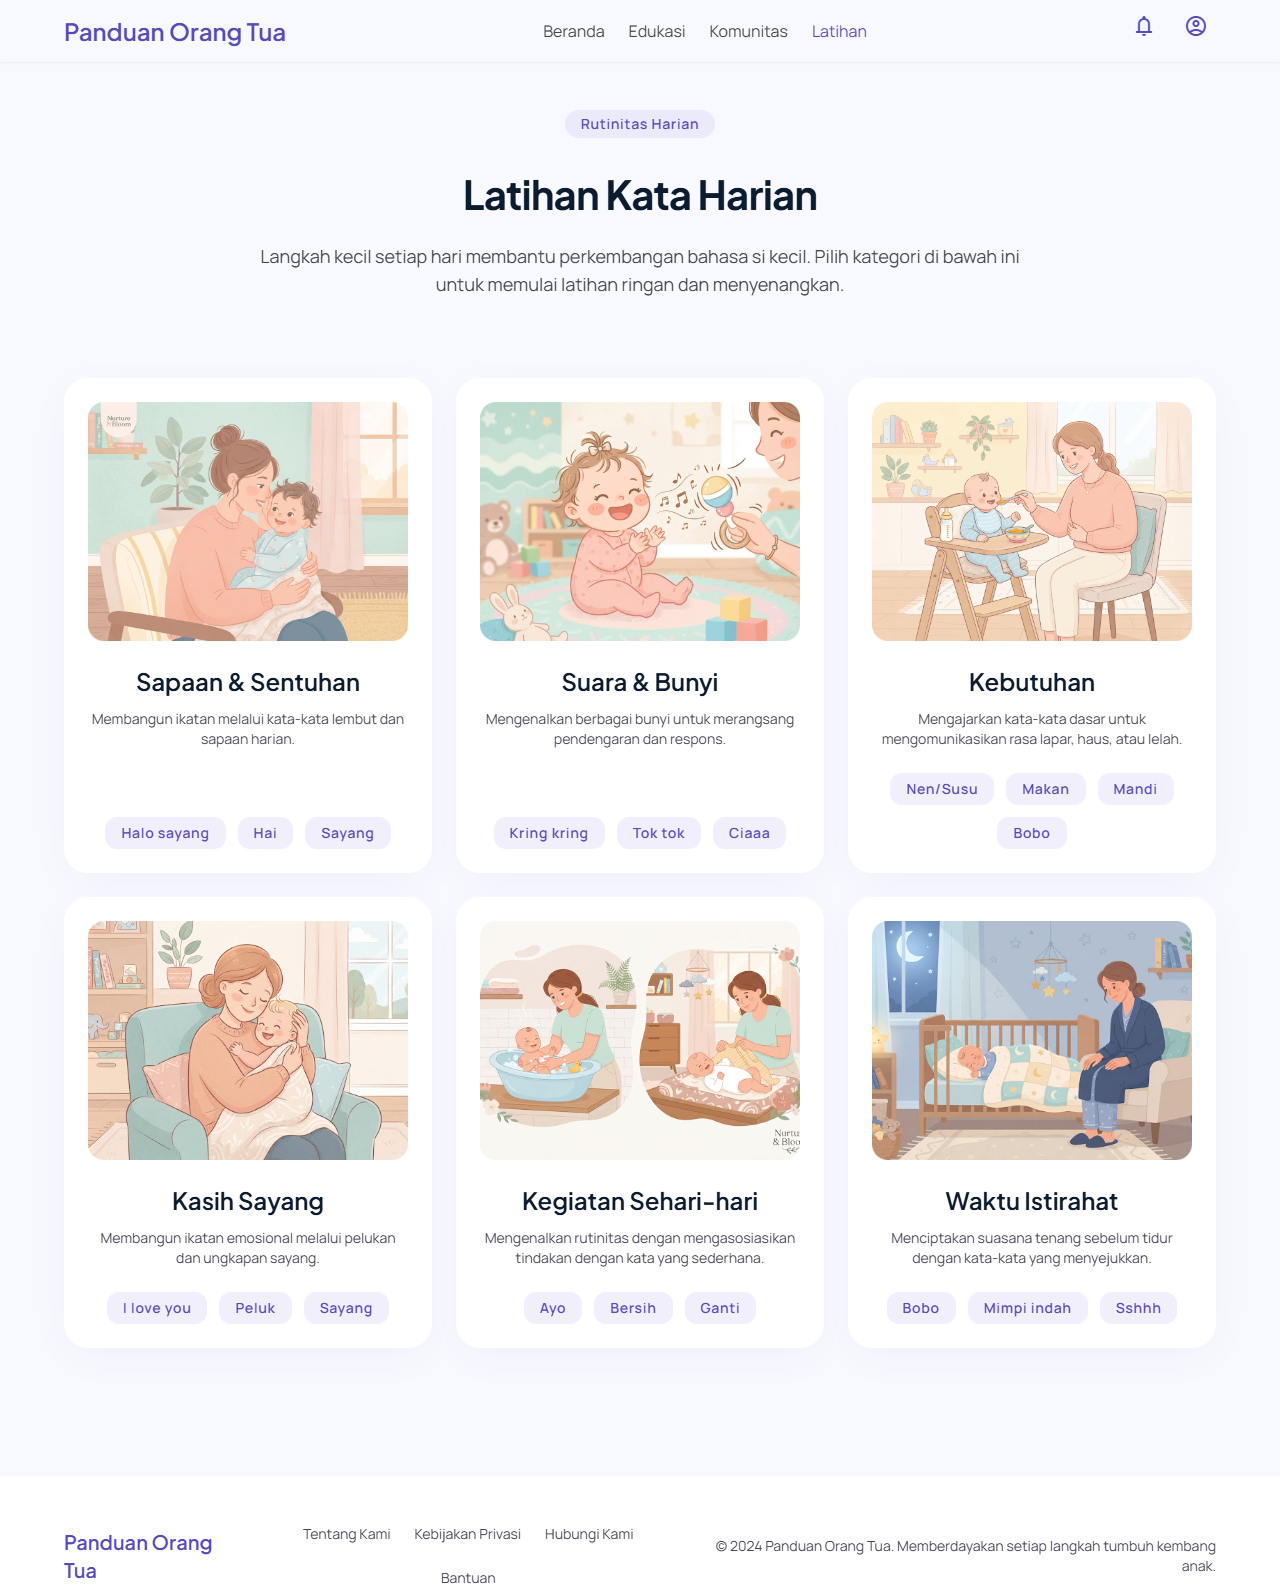 Panduan Orang Tua
Beranda Edukasi Komunitas Latihan
Rutinitas Harian
Latihan Kata Harian
Langkah kecil setiap hari membantu perkembangan bahasa si kecil. Pilih kategori di bawah ini
untuk memulai latihan ringan dan menyenangkan.
Nurture
& Bloom
Sapaan & Sentuhan
Membangun ikatan melalui kata-kata lembut dan
sapaan harian.
Halo sayang Hai Sayang
Suara & Bunyi
Mengenalkan berbagai bunyi untuk merangsang
pendengaran dan respons.
Kring kring Tok tok Ciaaa
Kebutuhan
Mengajarkan kata-kata dasar untuk
mengomunikasikan rasa lapar, haus, atau lelah.
Nen/Susu Makan Mandi
Bobo
Kasih Sayang
Membangun ikatan emosional melalui pelukan
dan ungkapan sayang.
I love you Peluk Sayang
Nurtu
& Bloo
Kegiatan Sehari-hari
Mengenalkan rutinitas dengan mengasosiasikan
tindakan dengan kata yang sederhana.
Ayo Bersih Ganti
Waktu Istirahat
Menciptakan suasana tenang sebelum tidur
dengan kata-kata yang menyejukkan.
Bobo Mimpi indah Sshhh
Panduan Orang
Tua
Tentang Kami Kebijakan Privasi Hubungi Kami
Bantuan
© 2024 Panduan Orang Tua. Memberdayakan setiap langkah tumbuh kembang
anak.